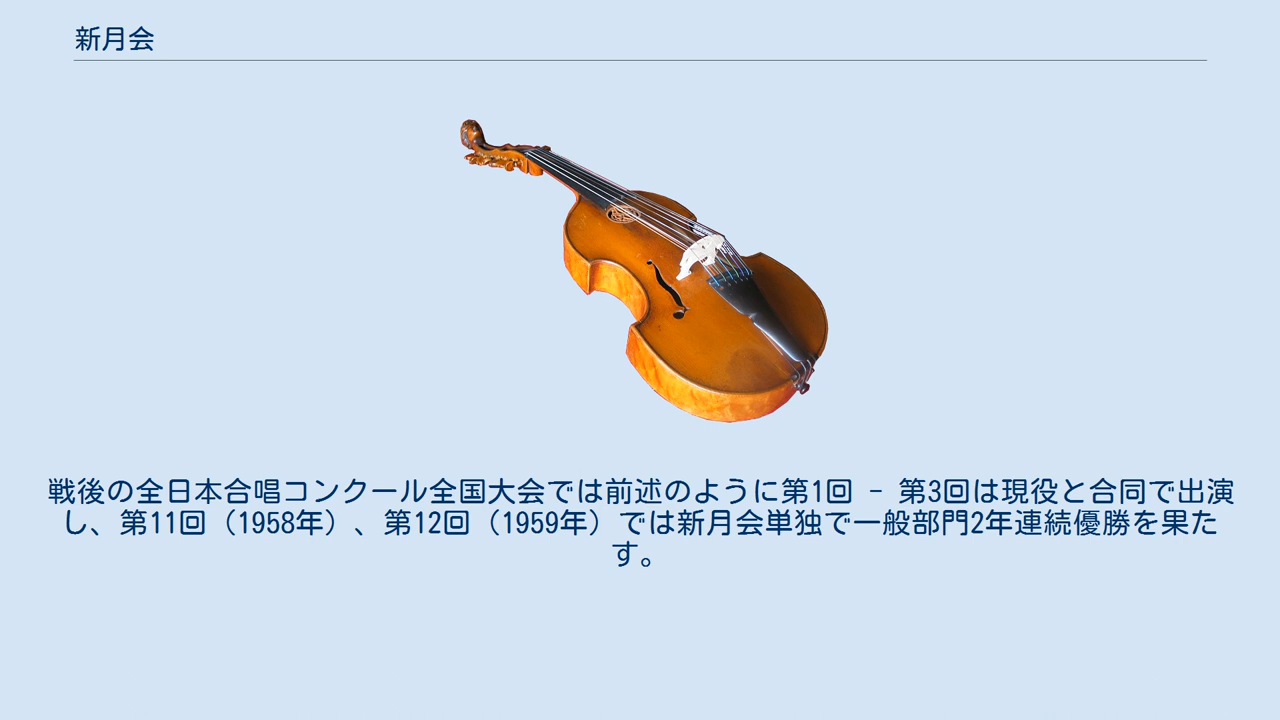 新月会
戦後の全日本合唱コンクール全国大会では前述のように第1回 - 第3回は現役と合同で出演
し、第11回（1958年）、第12回（1959年）では新月会単独で一般部門2年連続優勝を果た
す。